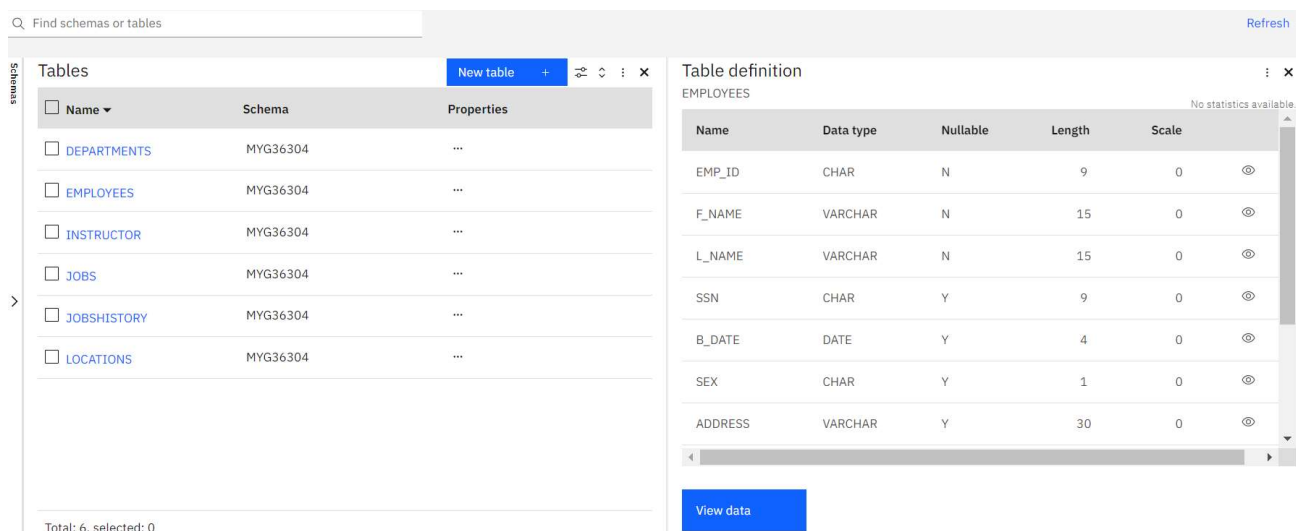 Find schemas or tables
Refresh
Schemas
Tables
New table +
Name Schema Properties
DEPARTMENTS MYG36304 ...
EMPLOYEES MYG36304 ...
INSTRUCTOR MYG36304 ...
JOBS MYG36304 ...
JOBSHISTORY MYG36304 ...
LOCATIONS MYG36304 ...
Total: 6, selected: 0
Table definition
EMPLOYEES
No statistics available.
Name Data type Nullable Length Scale
EMP_ID CHAR N 9 0
F_NAME VARCHAR N 15 0
L_NAME VARCHAR N 15 0
SSN CHAR Y 9 0
B_DATE DATE Y 4 0
SEX CHAR Y 1 0
ADDRESS VARCHAR Y 30 0
View data